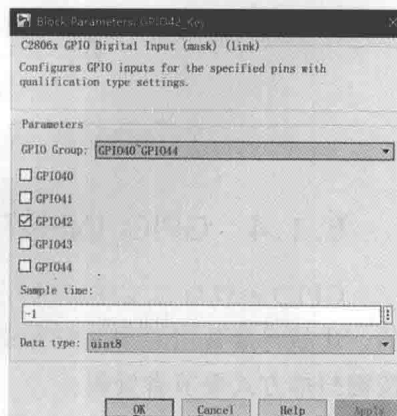 Block Parameters: GPIO42_Key
C2806x GPIO Digital Input (mask) (link)
Configures GPIO inputs for the specified pins with
qualification type settings.
Parameters
GPIO Group: GPIO40~GPIO44
GPIO40
GPIO41
GPIO42
GPIO43
GPIO44
Sample time:
-1
Data type: uint8
OK Cancel Help Apply